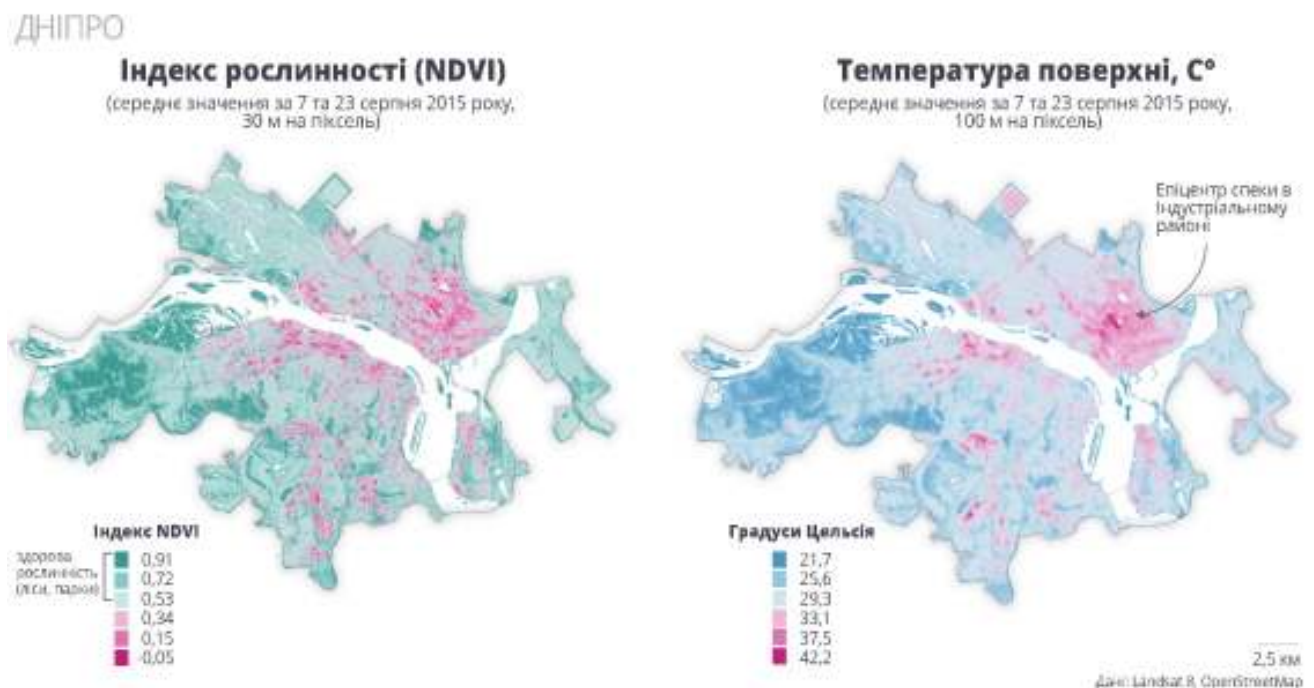 ДНІПРО
Індекс рослинності (NDVI)
(середнє значення за 7 та 23 серпня 2015 року,
30 м на піксель)
Температура поверхні, С°
(середнє значення за 7 та 23 серпня 2015 року,
100 м на піксель)
Епіцентр спеки в
Індустріальному
районі
Індекс NDVI
здорова
рослинність
(ліси, парки)
0,91
0,72
0,53
0,34
0,15
-0,05
Градуси Цельсія
21,7
25,6
29,3
33,1
37,5
42,2
2,5 км
Дані: Landsat 8, OpenStreetMap